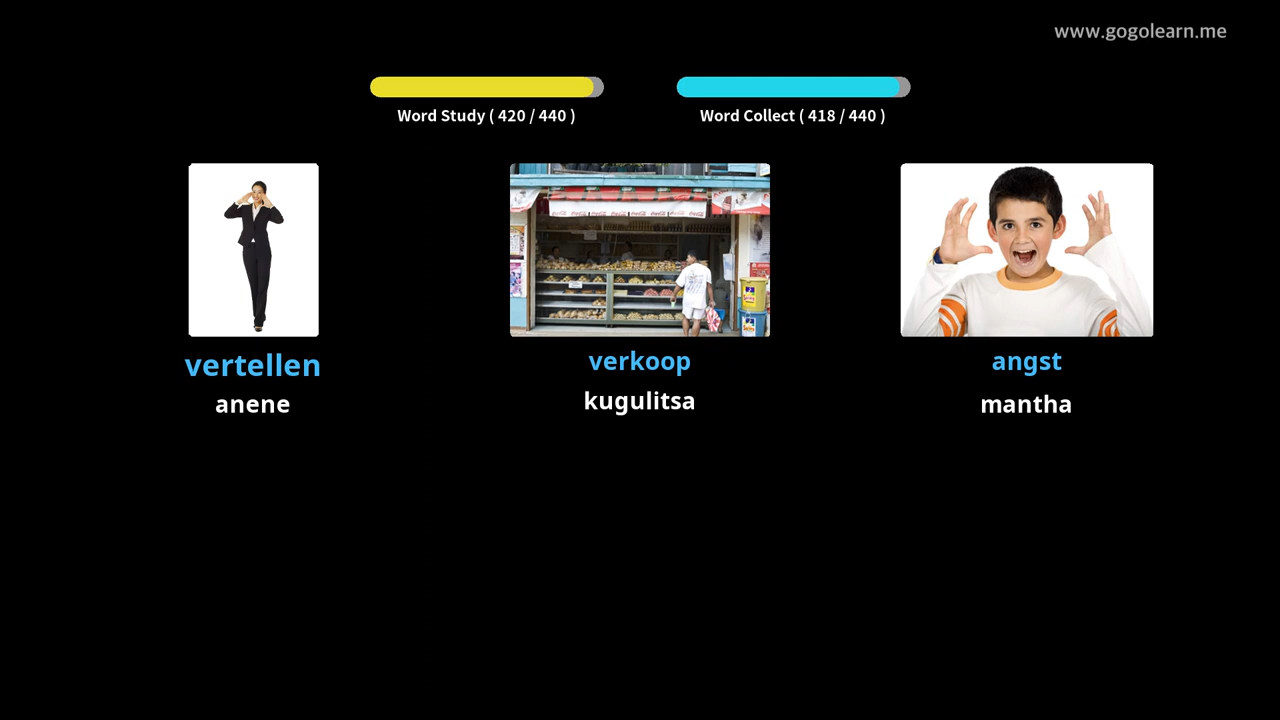 www.gogolearn.me
Word Study ( 420 / 440 )
Word Collect ( 418 / 440 )
vertellen
verkoop
angst
anene
kugulitsa
mantha